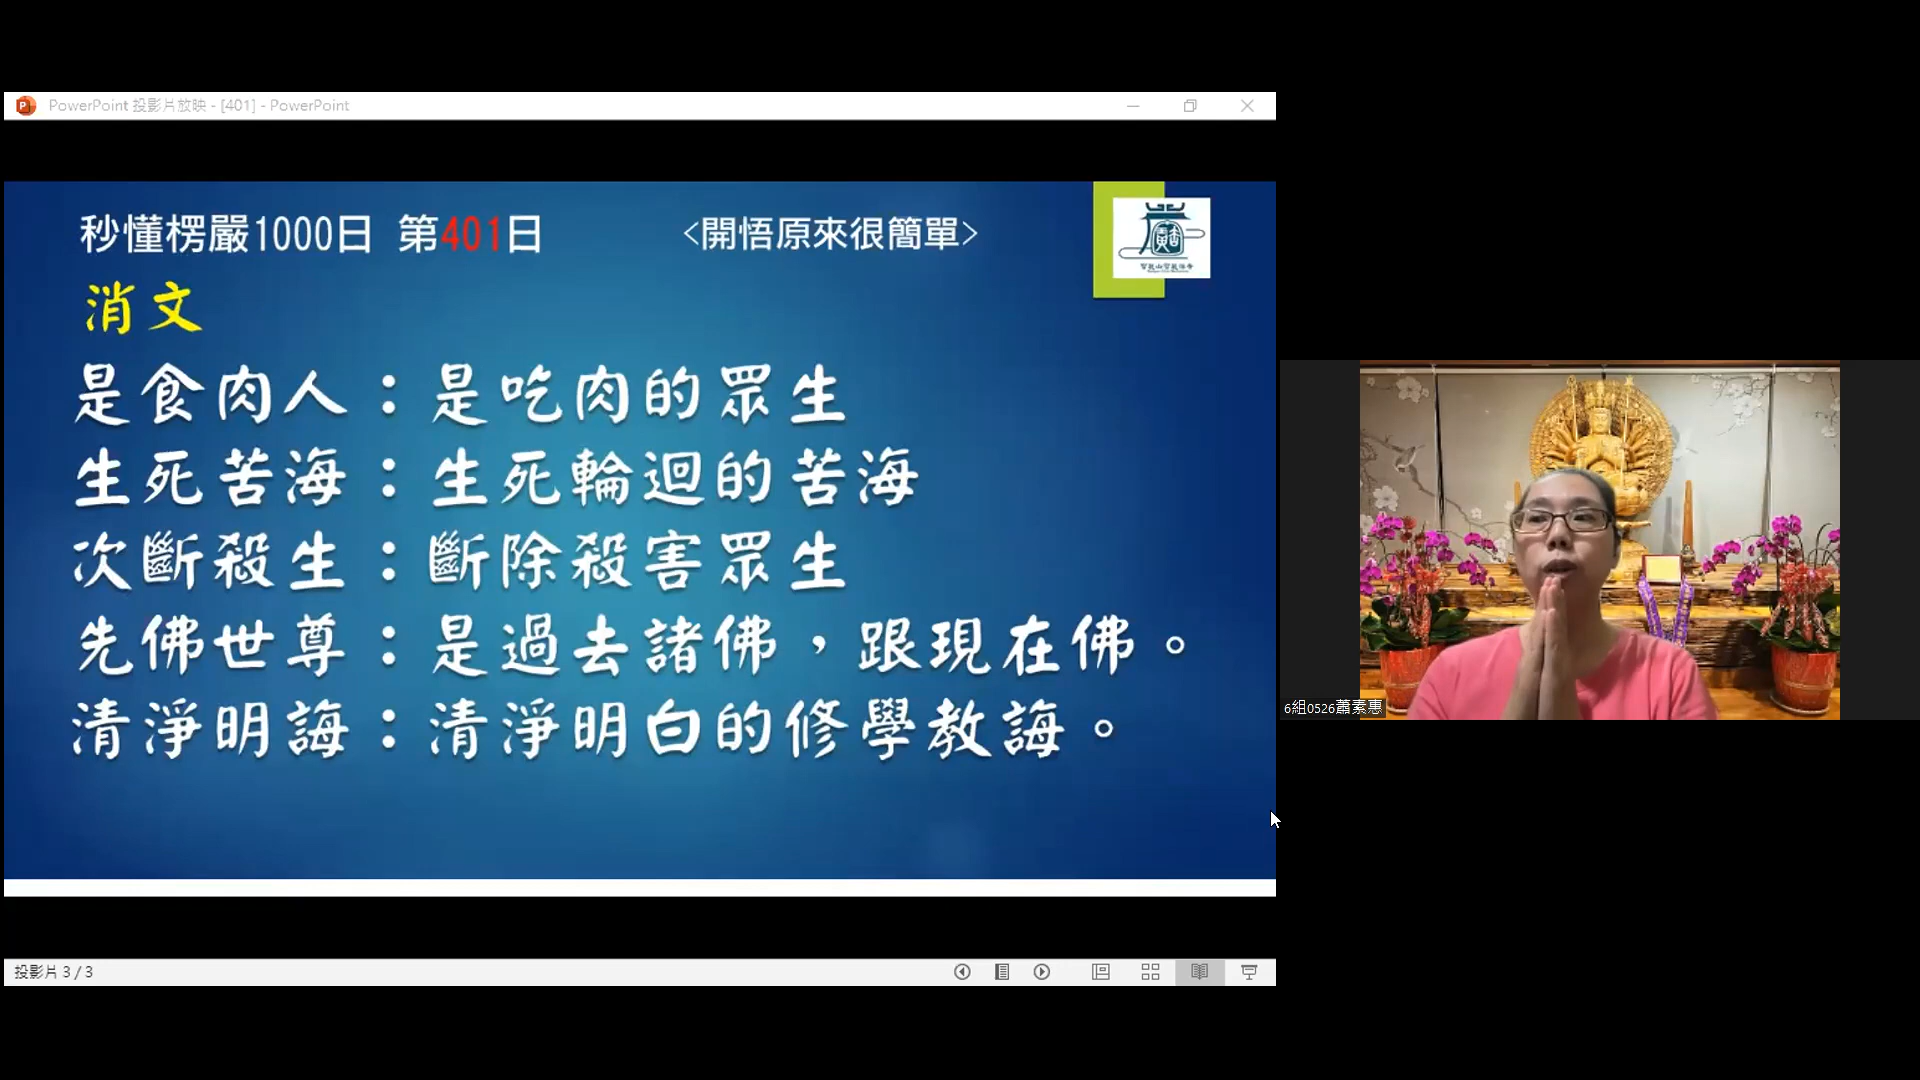 PowerPoint 投影片放映 - [401] - PowerPoint
秒懂楞嚴1000日 第401日
<開悟原來很簡單>
消文
是食肉人：是吃肉的眾生
生死苦海：生死輪迴的苦海
次斷殺生：斷除殺害眾生
先佛世尊：是過去諸佛，跟現在佛。
清淨明誨：清淨明白的修學教誨。
6組0526蕭素惠
投影片 3 / 3